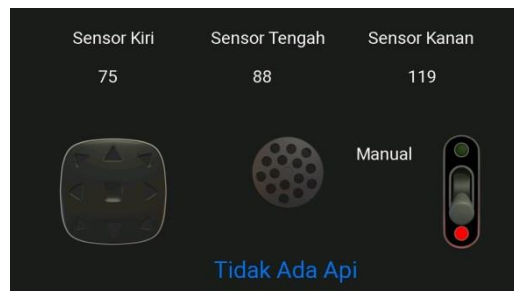 Sensor Kiri Sensor Tengah Sensor Kanan
75 88 119
Manual
Tidak Ada Api